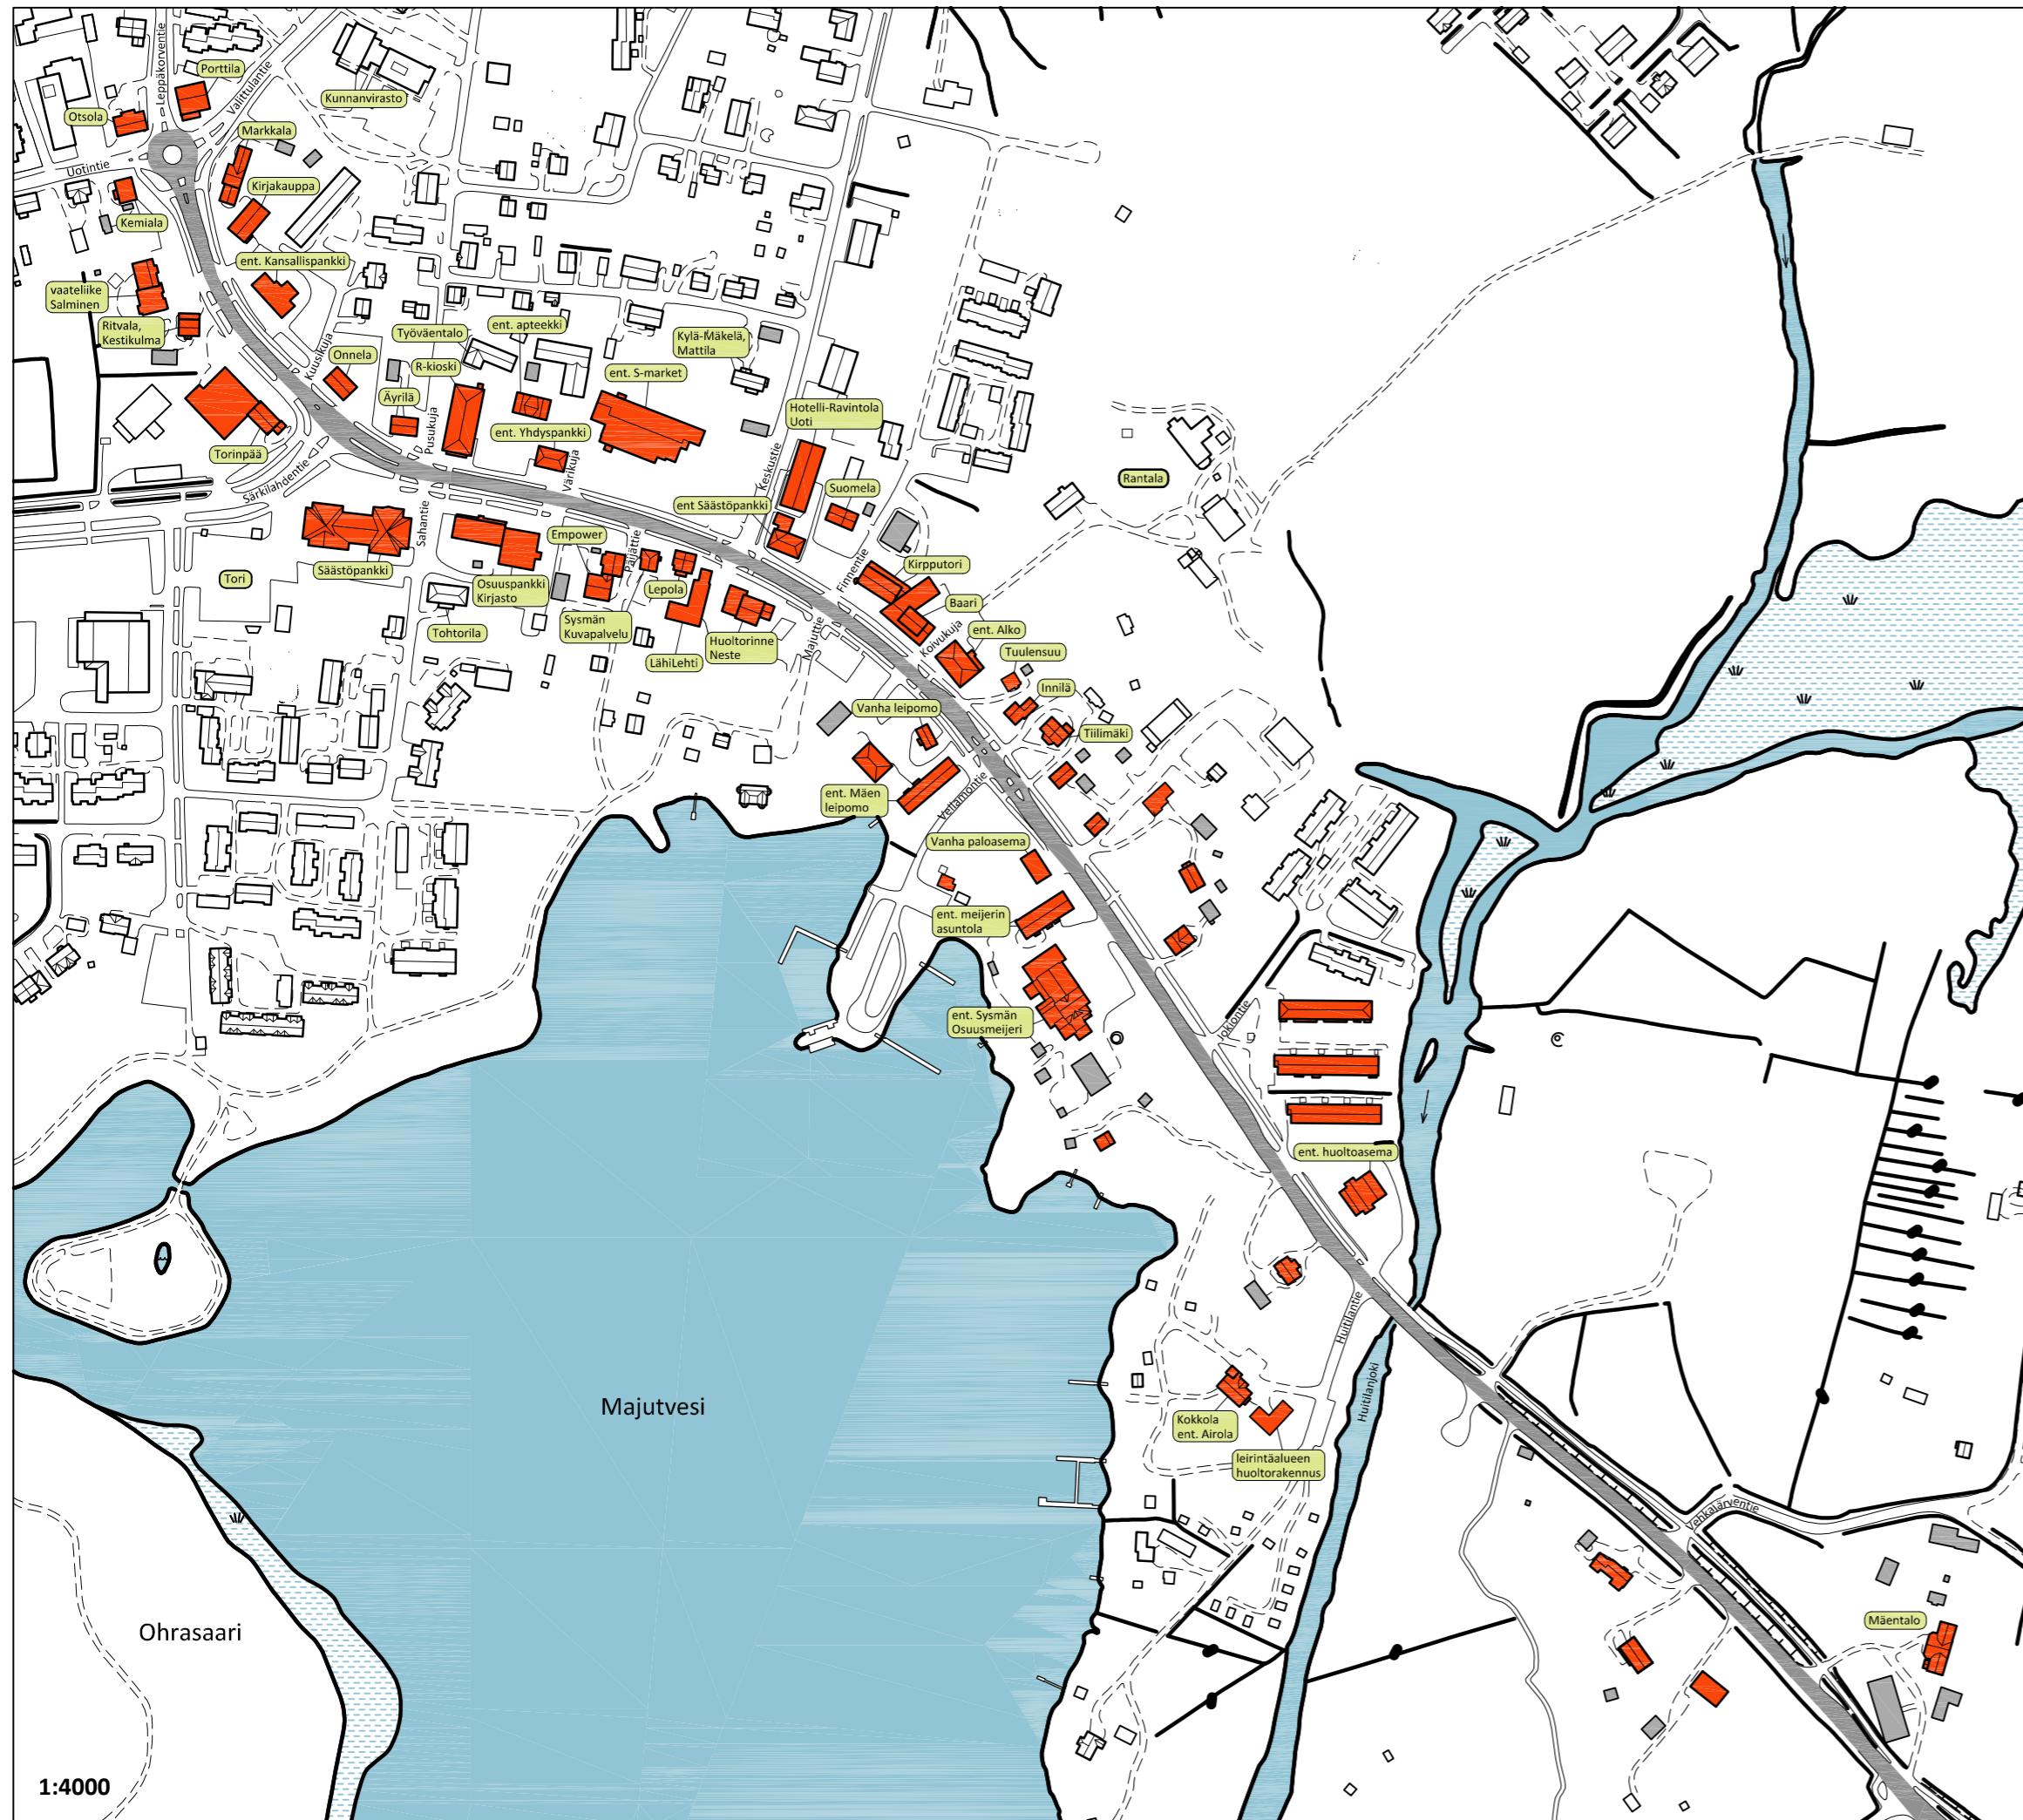 Leppäkorventie
Valittulantie
Porttila
Kunnanvirasto
Otsola
Markkala
Uotintie
Kirjakauppa
Kemiala
ent. Kansallispankki
vaateliike
Salminen
Ritvala,
Kestikulma
Kuusikuja
Onnela
Työväentalo
ent. apteekki
R-kioski
Kylä-Mäkelä,
Mattila
ent. S-market
Äyrilä
Pusukuja
Hotelli-Ravintola
Uoti
ent. Yhdyspankki
Torinpää
Värikuja
Keskustie
Särkilahdentie
Rantala
Suomela
ent Säästöpankki
Sahantie
Empower
Päijättie
Finnentie
Kirpputori
Säästöpankki
Tori
Osuuspankki
Kirjasto
Lepola
Baari
Tohtorila
Sysmän
Kuvapalvelu
Huoltorinne
Neste
Majuttie
Koivukuja
ent. Alko
LähiLehti
Tuulensuu
Innilä
Vanha leipomo
Tiilimäki
ent. Mäen
leipomo
Vellamontie
Vanha paloasema
ent. meijerin
asuntola
ent. Sysmän
Osuusmeijeri
Jokiontie
ent. huoltoasema
Huitilantie
Huitilanjoki
Majutvesi
Kokkola
ent. Airola
leirintäalueen
huoltorakennus
Vehkajärventie
Mäentalo
Ohrasaari
1:4000